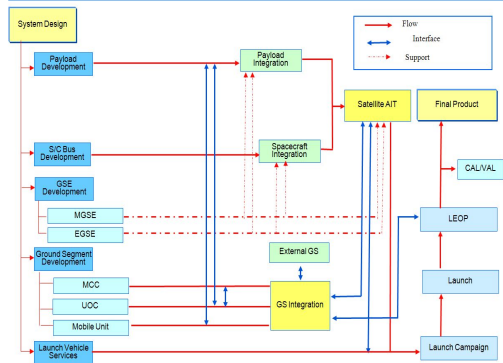 System Design
Flow
Interface
Support
Payload
Development
Payload
Integration
Satellite AIT
Final Product
S/C Bus
Development
Spacecraft
Integration
CAL/VAL
GSE
Development
MGSE
EGSE
LEOP
Ground Segment
Development
External GS
MCC
UOC
Mobile Unit
GS Integration
Launch
Launch Vehicle
Services
Launch Campaign